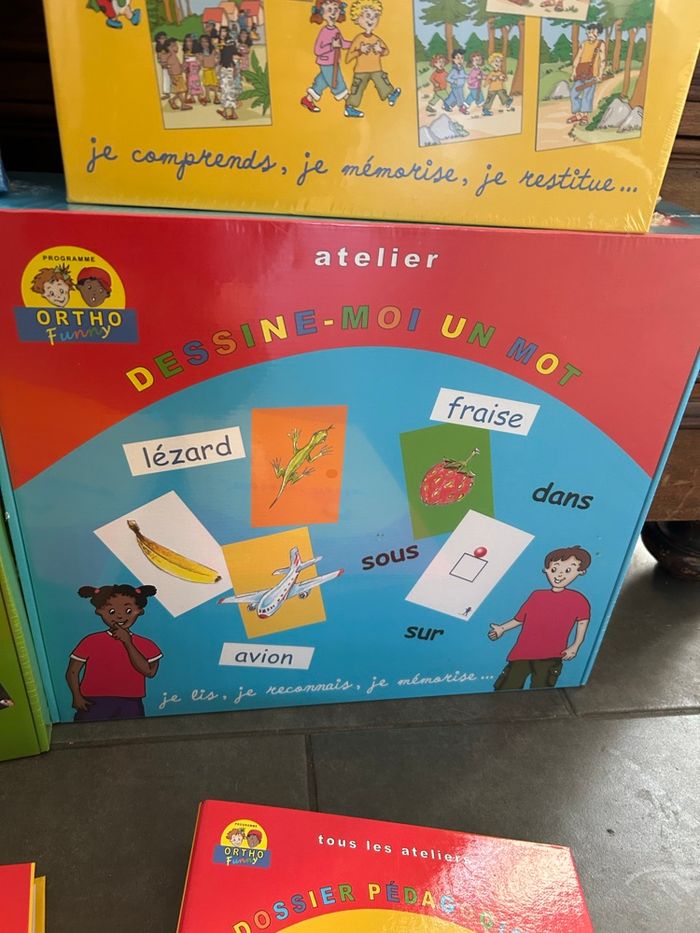 je comprends, je mémorise, je restitue...
atelier
PROGRAMME
ORTHO
Funny
DESSINE-MOI UN MOT
fraise
lézard
dans
sous
sur
avion
je lis, je reconnais, je mémorise...
PROGRAMME
ORTHO
Funny
tous les ateliers
DOSSIER